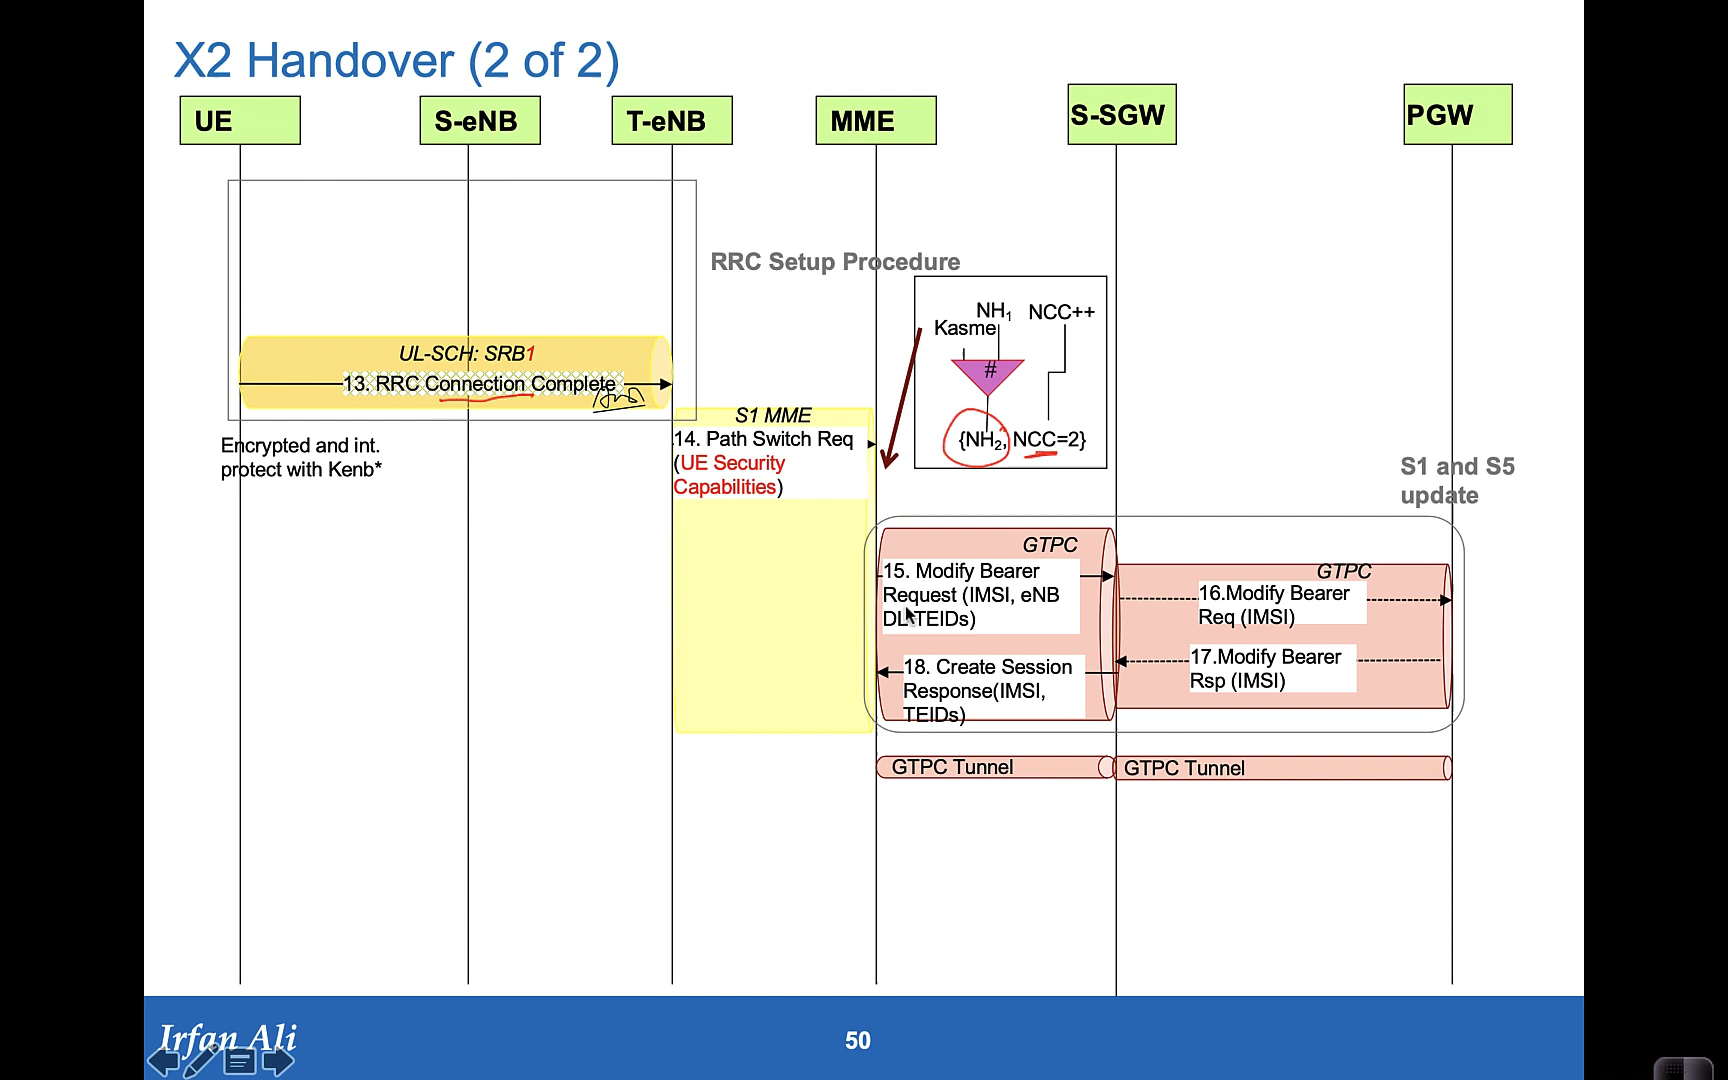 X2 Handover (2 of 2)
UE
S-eNB
T-eNB
MME
S-SGW
PGW
RRC Setup Procedure
NH1
NCC++
Kasme
#
{NH2, NCC=2}
UL-SCH: SRB1
13. RRC Connection Complete
Encrypted and int.
protect with Kenb*
S1 MME
14. Path Switch Req
(UE Security
Capabilities)
S1 and S5
update
GTPC
15. Modify Bearer
Request (IMSI, eNB
DL TEIDs)
GTPC
16.Modify Bearer
Req (IMSI)
17.Modify Bearer
Rsp (IMSI)
18. Create Session
Response(IMSI,
TEIDs)
GTPC Tunnel
GTPC Tunnel
Irfan Ali
50